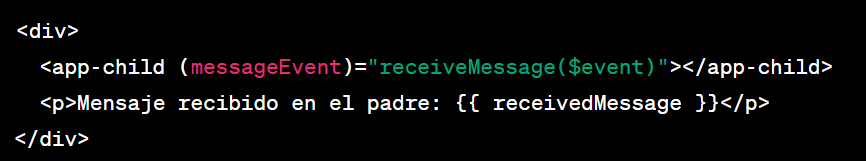 <div>
  <app-child (messageEvent)="receiveMessage($event)"></app-child>
  <p>Mensaje recibido en el padre: {{ receivedMessage }}</p>
</div>